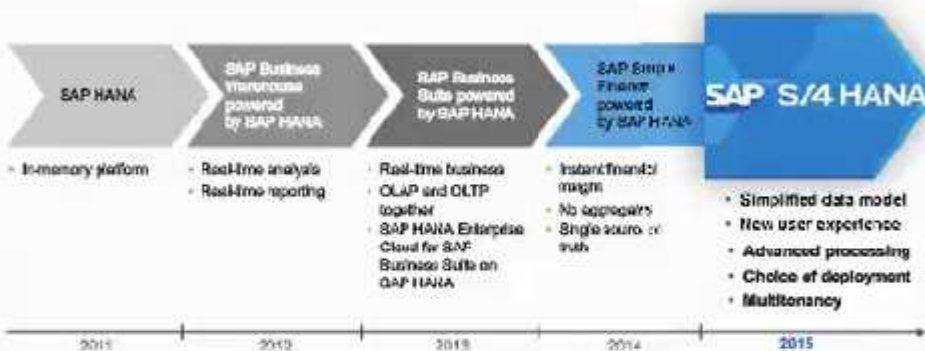 SAP HANA
In-memory platform
SAP Business
Warehouse
powered
by SAP HANA
Real-time analysis
Real-time reporting
SAP Business
Suite powered
by SAP HANA
Real-time business
OLAP and OLTP
together
SAP HANA Enterprise
Cloud for SAP
Business Suite on
SAP HANA
SAP Simple
Finance
powered
by SAP HANA
Instant financial
insight
No aggregates
Single source of
truth
SAP S/4 HANA
Simplified data model
New user experience
Advanced processing
Choice of deployment
Multitenancy
2011
2012
2013
2014
2015